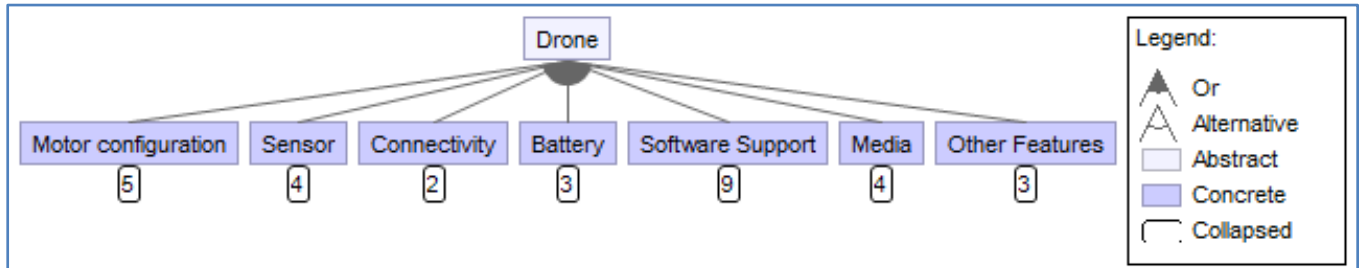 Drone
Legend:
Or
Alternative
Abstract
Concrete
Collapsed
Motor configuration Sensor Connectivity Battery Software Support Media Other Features
5 4 2 3 9 4 3